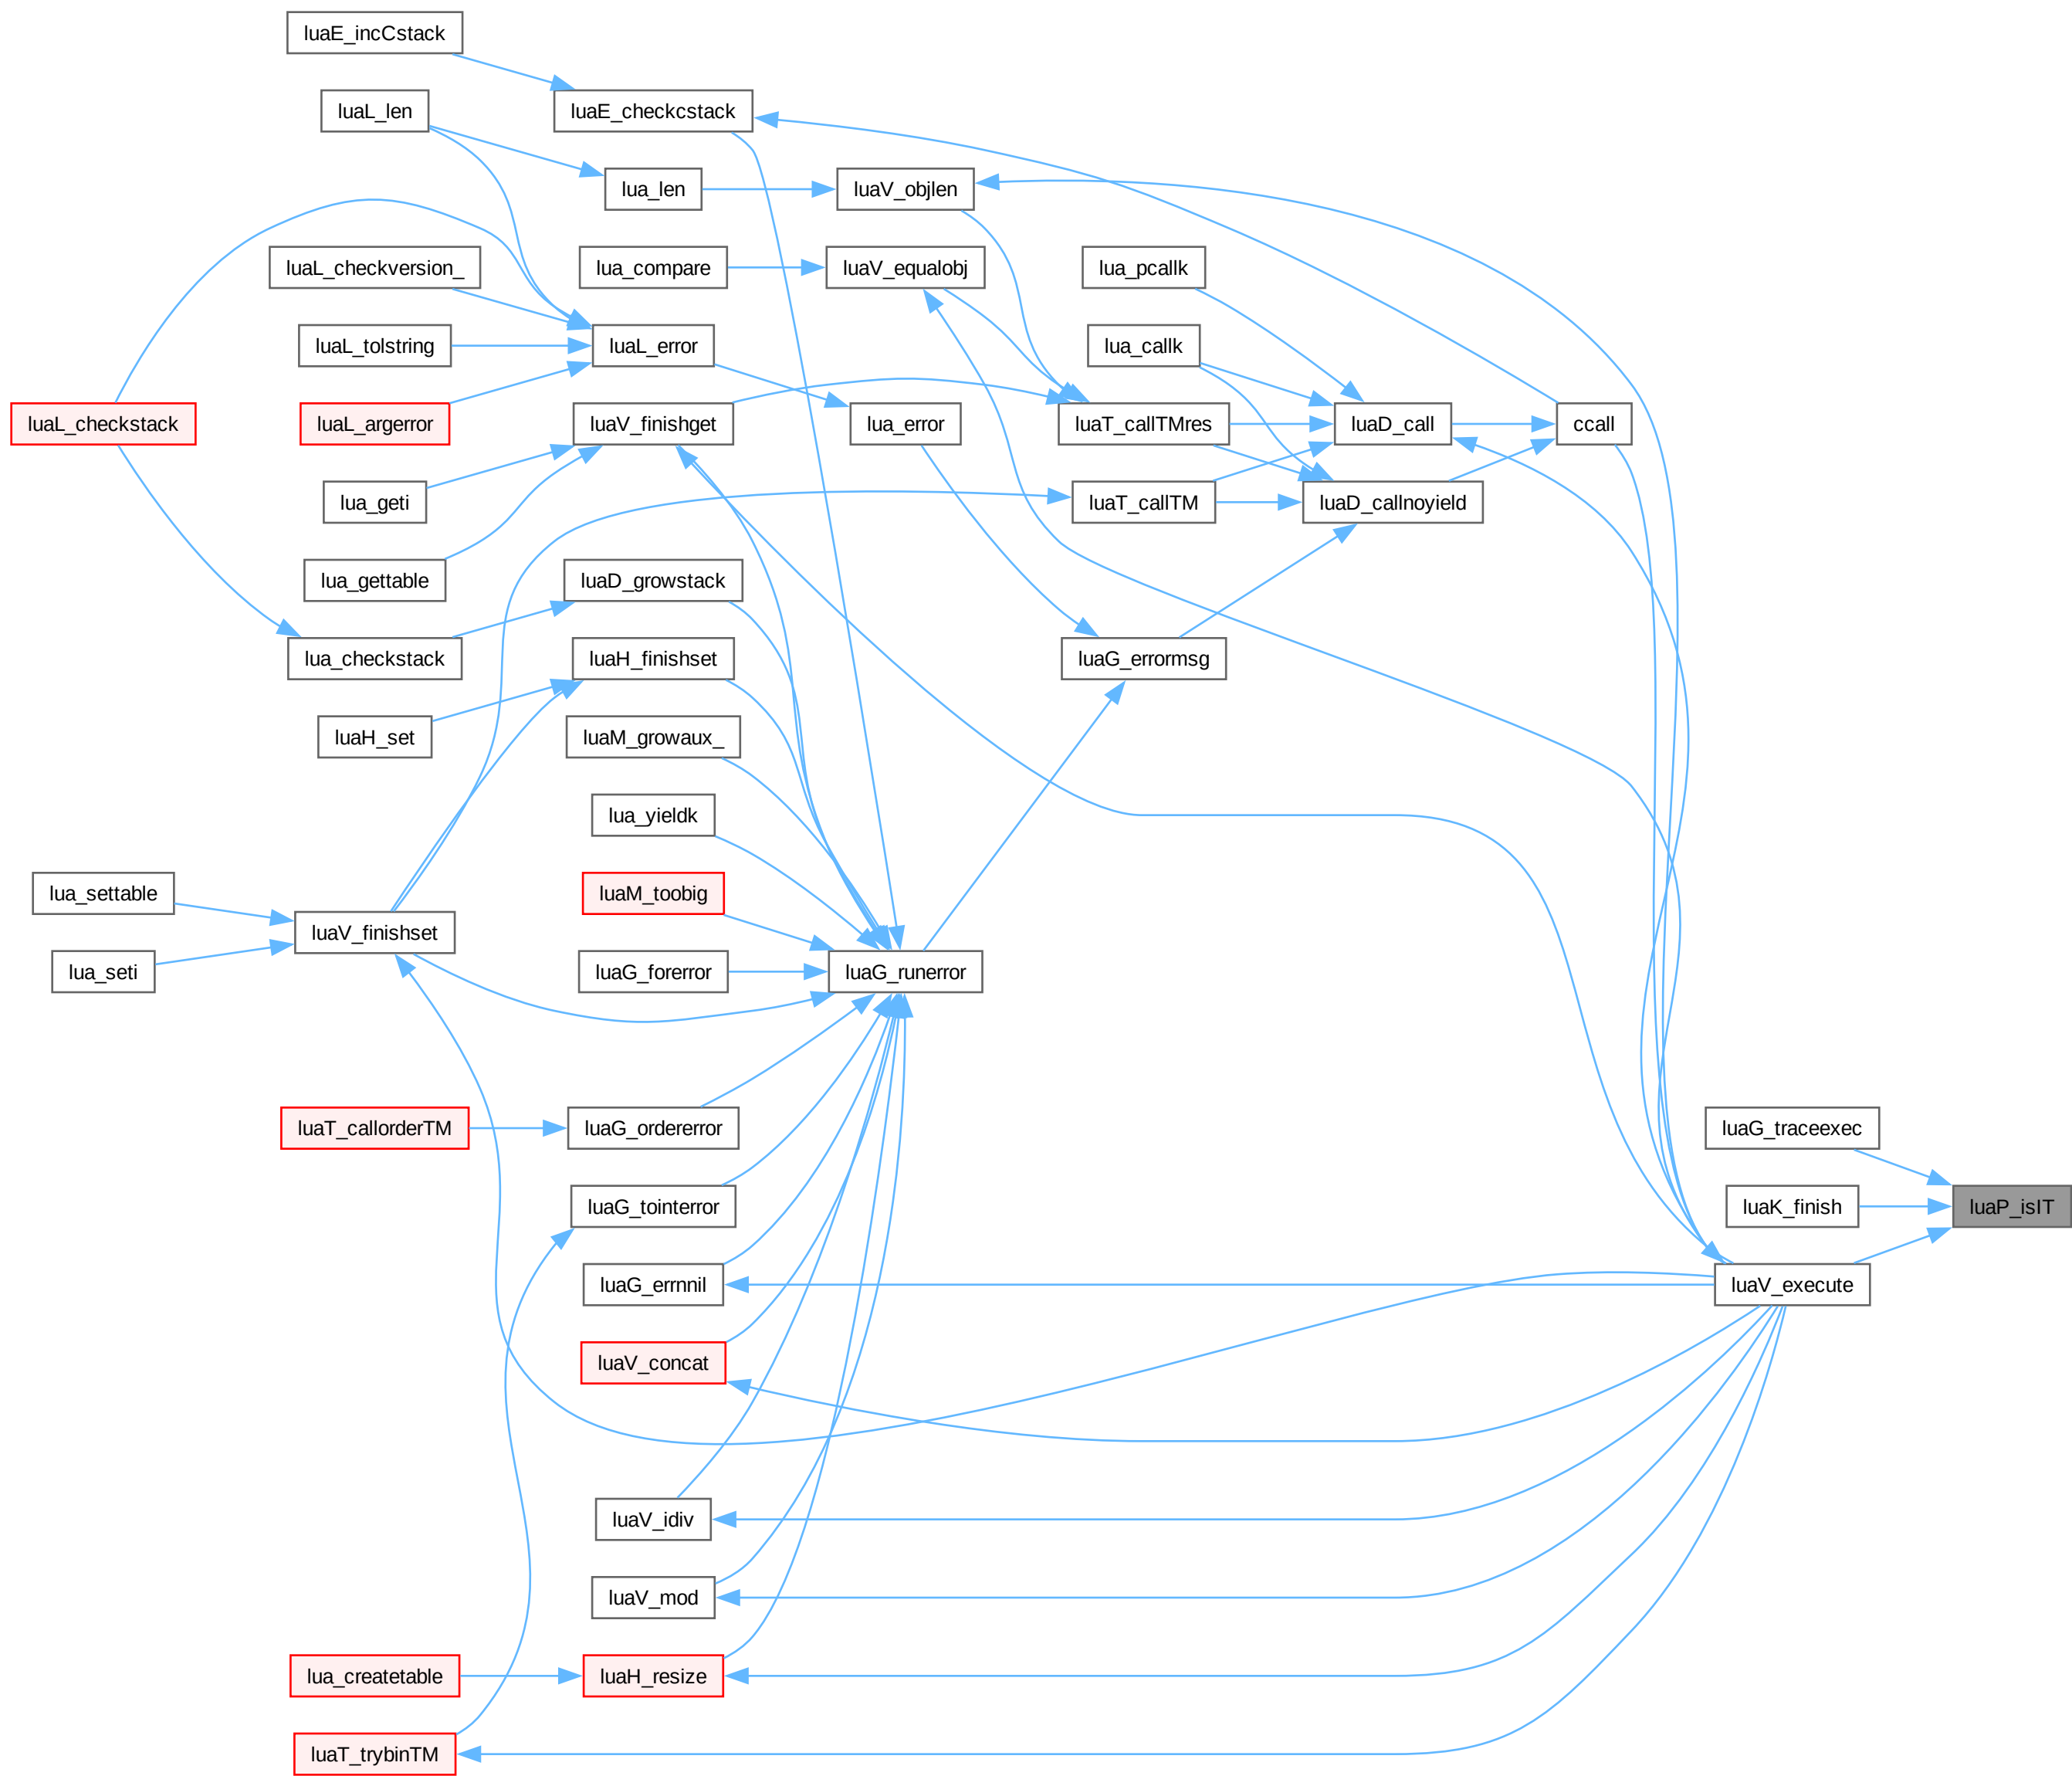 luaE_incCstack
luaL_len
luaE_checkcstack
lua_len
luaV_objlen
luaL_checkversion_
lua_compare
luaV_equalobj
lua_pcallk
luaL_tolstring
luaL_error
lua_callk
luaL_checkstack
luaL_argerror
luaV_finishget
lua_error
luaT_callTMres
luaD_call
ccall
lua_geti
luaT_callTM
luaD_callnoyield
lua_gettable
luaD_growstack
lua_checkstack
luaH_finishset
luaG_errormsg
luaH_set
luaM_growaux_
lua_yieldk
lua_settable
luaM_toobig
luaV_finishset
lua_seti
luaG_forerror
luaG_runerror
luaT_callorderTM
luaG_ordererror
luaG_traceexec
luaG_tointerror
luaK_finish
luaP_isIT
luaG_errnnil
luaV_execute
luaV_concat
luaV_idiv
luaV_mod
lua_createtable
luaH_resize
luaT_trybinTM